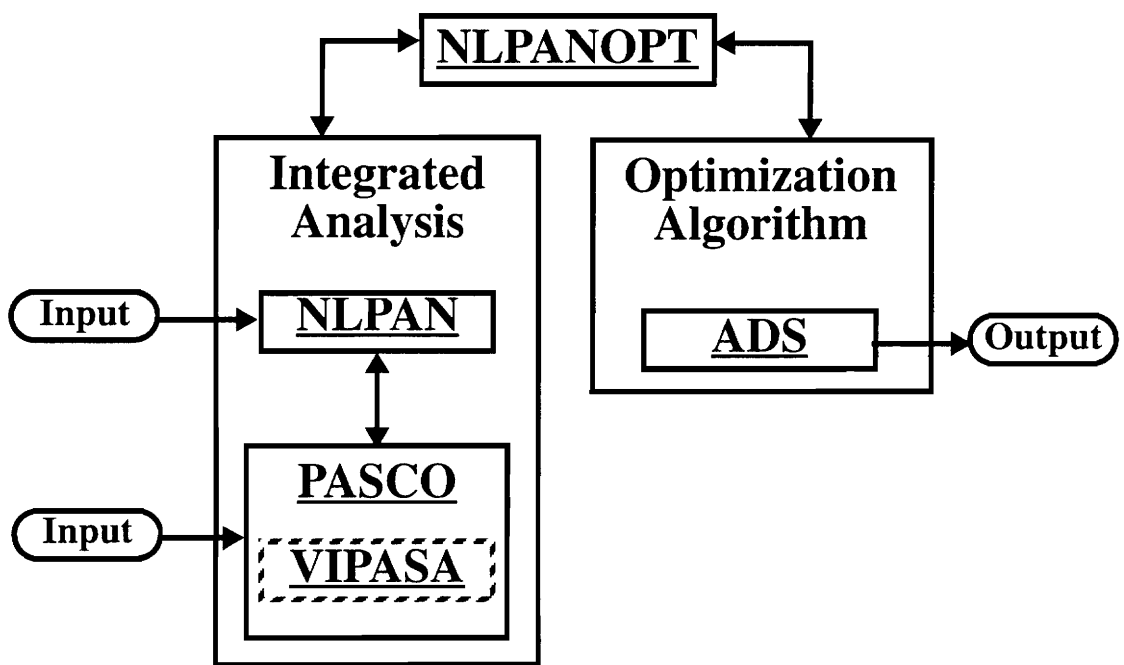 NLPANOPT
Integrated
Analysis
Input
NLPAN
Input
PASCO
VIPASA
Optimization
Algorithm
ADS
Output